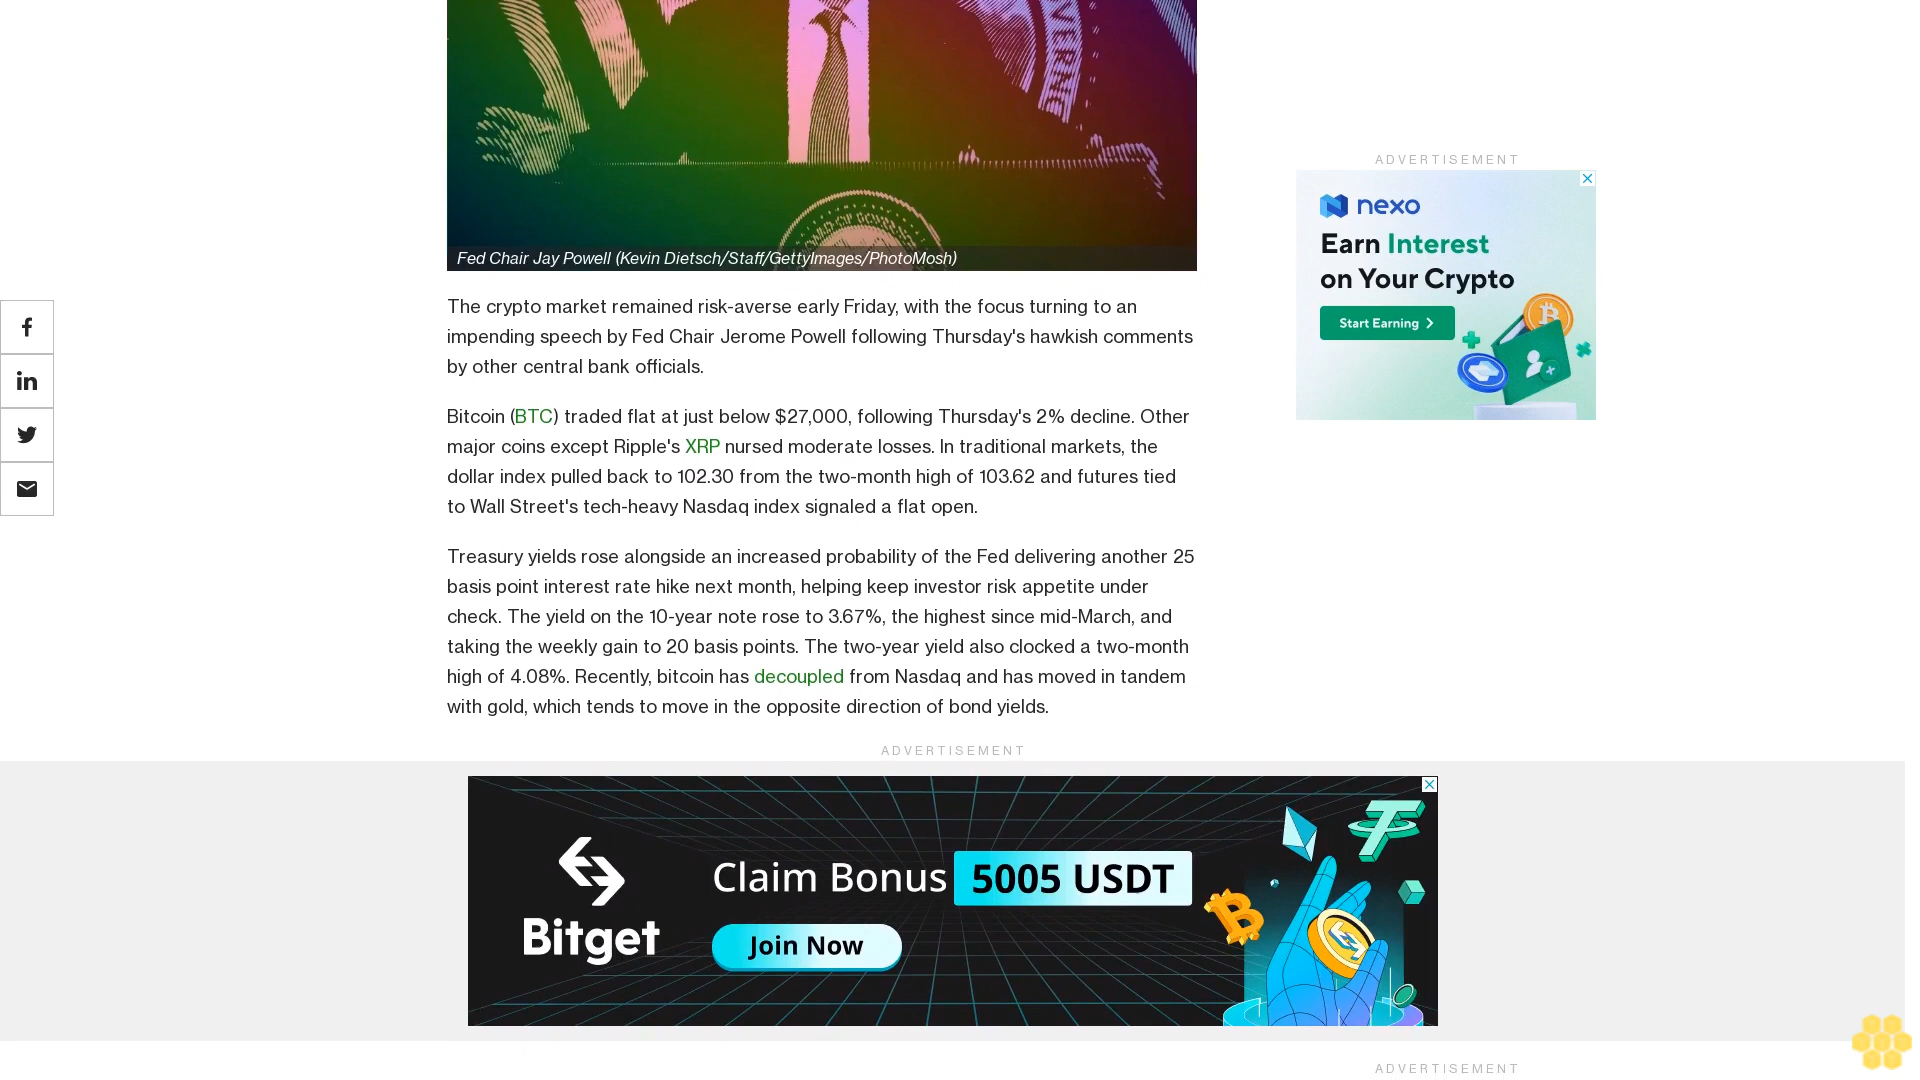 VERNI
Fed Chair Jay Powell (Kevin Dietsch/Staff/GettyImages/PhotoMosh)
The crypto market remained risk-averse early Friday, with the focus turning to an
impending speech by Fed Chair Jerome Powell following Thursday's hawkish comments
by other central bank officials.
Bitcoin (BTC) traded flat at just below $27,000, following Thursday's 2% decline. Other
major coins except Ripple's XRP nursed moderate losses. In traditional markets, the
dollar index pulled back to 102.30 from the two-month high of 103.62 and futures tied
to Wall Street's tech-heavy Nasdaq index signaled a flat open.
Treasury yields rose alongside an increased probability of the Fed delivering another 25
basis point interest rate hike next month, helping keep investor risk appetite under
check. The yield on the 10-year note rose to 3.67%, the highest since mid-March, and
taking the weekly gain to 20 basis points. The two-year yield also clocked a two-month
high of 4.08%. Recently, bitcoin has decoupled from Nasdaq and has moved in tandem
with gold, which tends to move in the opposite direction of bond yields.
ADVERTISEMENT
nexo
Earn Interest
on Your Crypto
Start Earning
ADVERTISEMENT
Bitget
Claim Bonus 5005 USDT
Join Now
ADVERTISEMENT